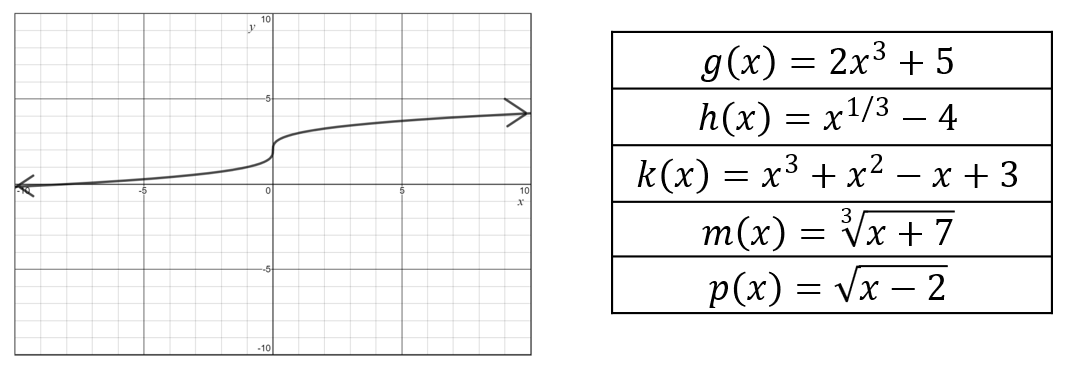 y
10
5
-10
-5
0
5
10
x
-5
-10
g(x) = 2x³ + 5
h(x) = x^{1/3} − 4
k(x) = x³ + x² − x + 3
m(x) = ∛(x + 7)
p(x) = √(x − 2)